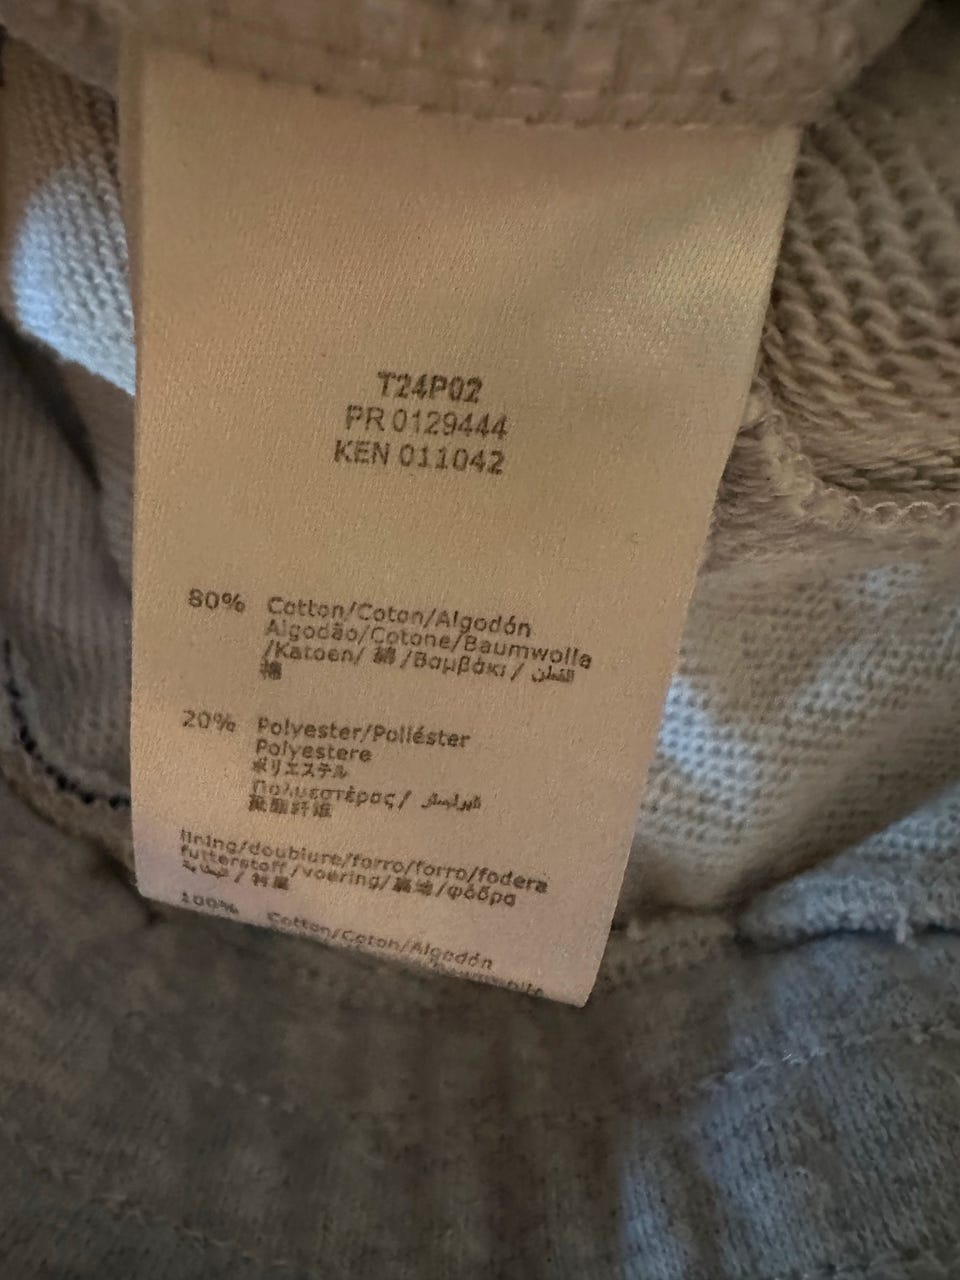 T24P02
PR 0129444
KEN 011042
80% Cotton/Coton/Algodón
Algodão/Cotone/Baumwolle
/Katoen/ 綿 /Βαμβάκι / القطن
棉
20% Polyester/Poliéster
Polyestere
ポリエステル
Πολυεστέρας/
聚酯纤维
lining/doublure/forro/forro/fodera
futterstoff/voering/裏地/φόδρα
/ 衬里
100% Cotton/Coton/Algodón